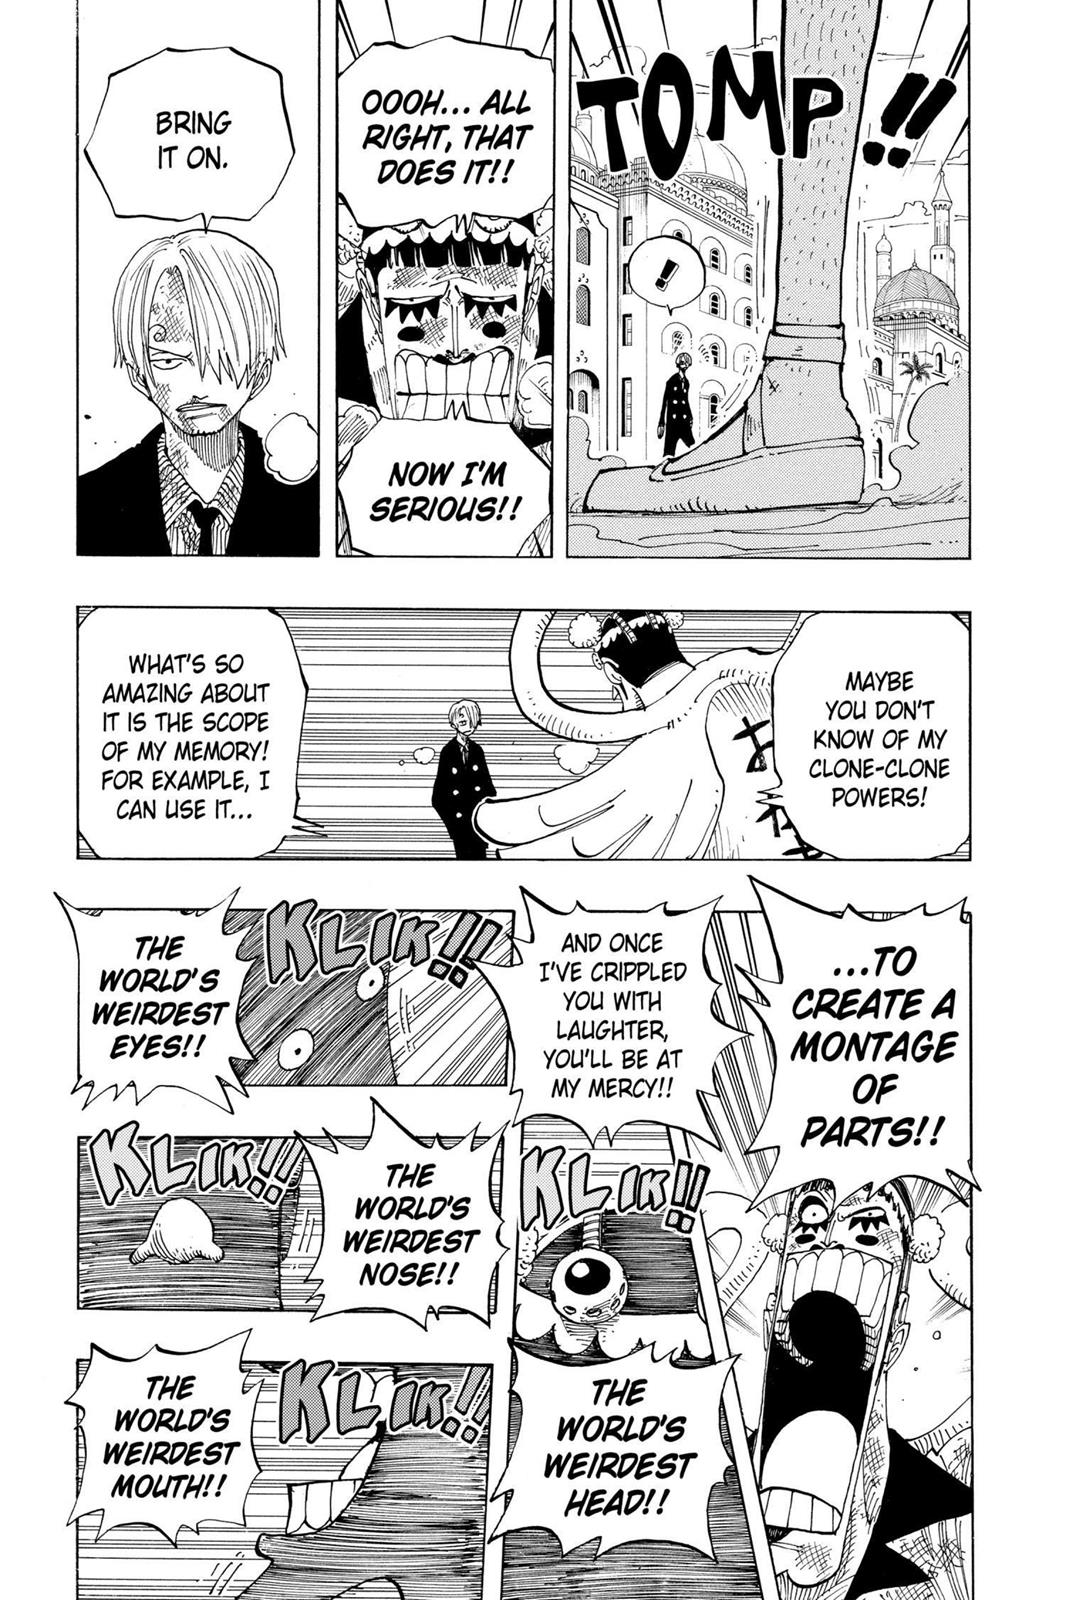 TOMP!!
!
OOOH... ALL
RIGHT, THAT
DOES IT!!
NOW I'M
SERIOUS!!
BRING
IT ON.
MAYBE
YOU DON'T
KNOW OF MY
CLONE-CLONE
POWERS!
WHAT'S SO
AMAZING ABOUT
IT IS THE SCOPE
OF MY MEMORY!
FOR EXAMPLE, I
CAN USE IT...
...TO
CREATE A
MONTAGE
OF
PARTS!!
AND ONCE
I'VE CRIPPLED
YOU WITH
LAUGHTER,
YOU'LL BE AT
MY MERCY!!
KLIK!!
THE
WORLD'S
WEIRDEST
HEAD!!
KLIK!!
THE
WORLD'S
WEIRDEST
EYES!!
KLIK!!
THE
WORLD'S
WEIRDEST
NOSE!!
KLIK!!
THE
WORLD'S
WEIRDEST
MOUTH!!